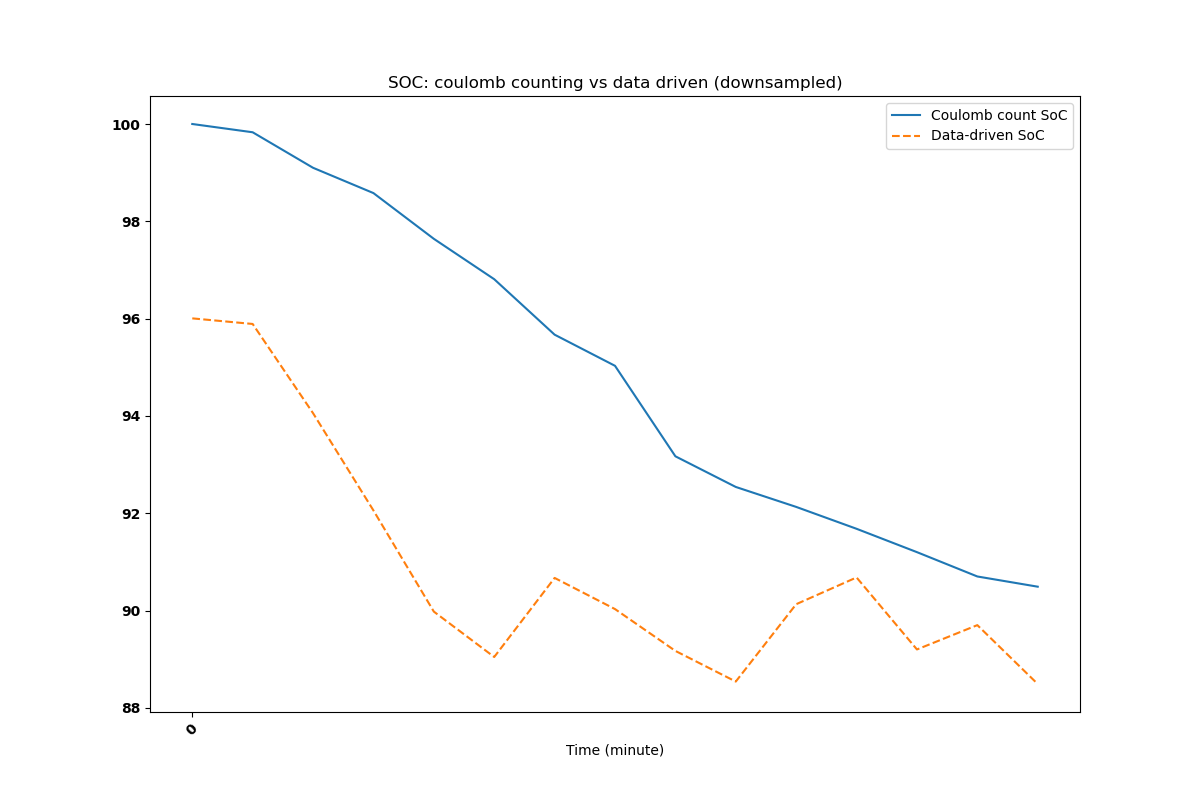 SOC: coulomb counting vs data driven (downsampled)
Coulomb count SoC
Data-driven SoC
100
98
96
94
92
90
88
0
Time (minute)